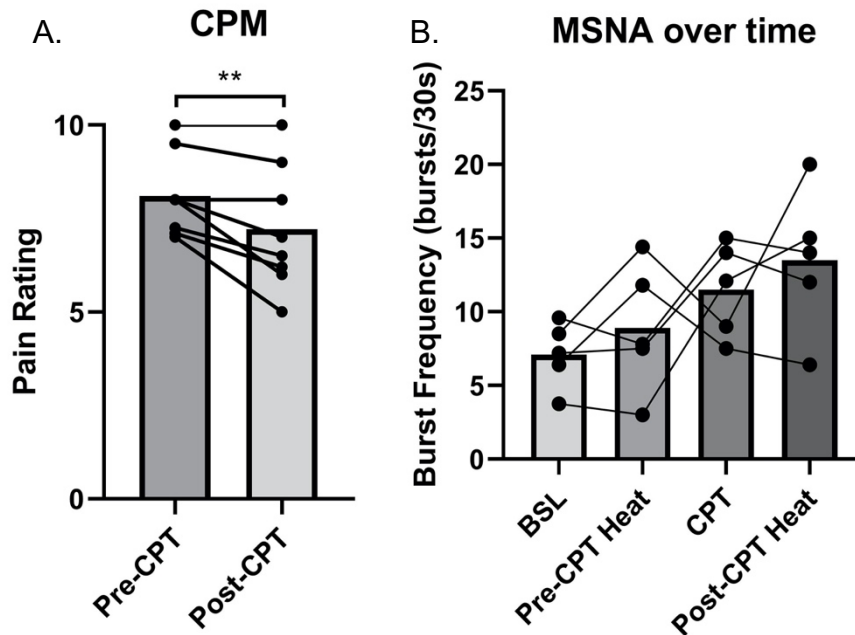 A.
CPM
**
Pain Rating
10
5
0
Pre-CPT
Post-CPT
B.
MSNA over time
Burst Frequency (bursts/30s)
25
20
15
10
5
0
BSL
Pre-CPT Heat
CPT
Post-CPT Heat